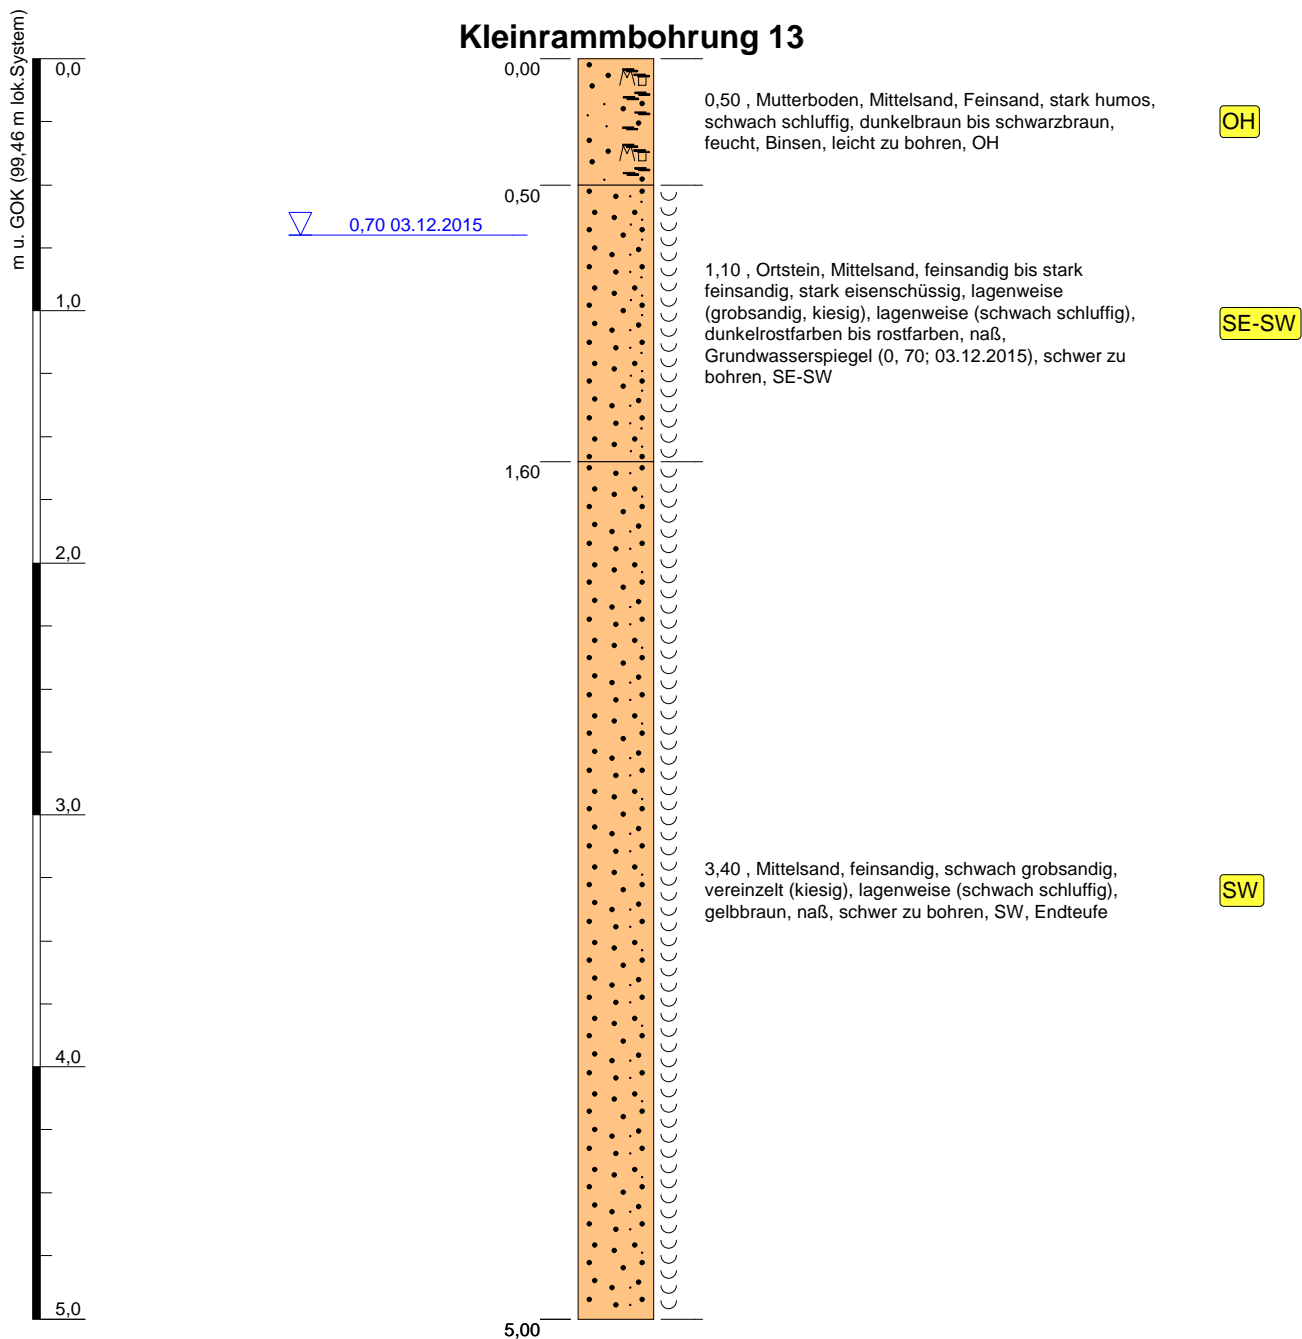 Kleinrammbohrung 13
m u. GOK (99,46 m lok.System)
0,0
0,00
0,50 , Mutterboden, Mittelsand, Feinsand, stark humos,
schwach schluffig, dunkelbraun bis schwarzbraun,
feucht, Binsen, leicht zu bohren, OH
OH
0,50
0,70 03.12.2015
1,10 , Ortstein, Mittelsand, feinsandig bis stark
feinsandig, stark eisenschüssig, lagenweise
(grobsandig, kiesig), lagenweise (schwach schluffig),
dunkelrostfarben bis rostfarben, naß,
Grundwasserspiegel (0, 70; 03.12.2015), schwer zu
bohren, SE-SW
SE-SW
1,0
1,60
2,0
3,0
3,40 , Mittelsand, feinsandig, schwach grobsandig,
vereinzelt (kiesig), lagenweise (schwach schluffig),
gelbbraun, naß, schwer zu bohren, SW, Endteufe
SW
4,0
5,0
5,00